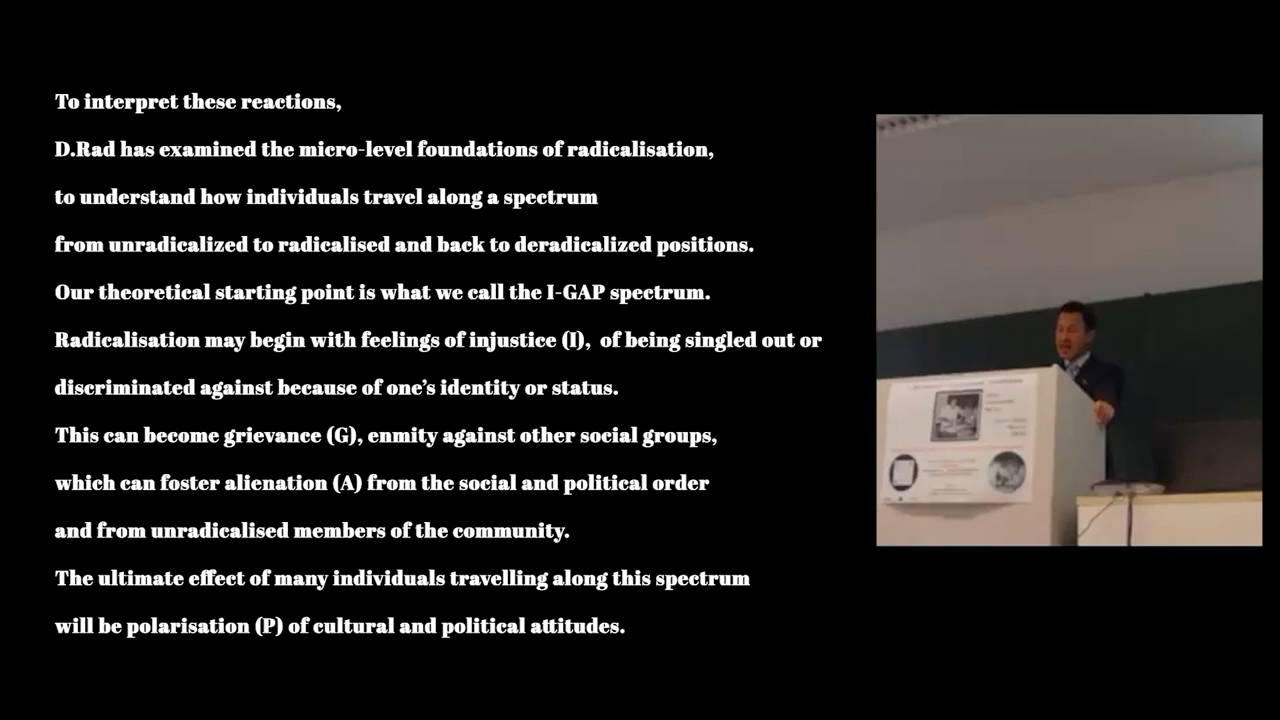 To interpret these reactions,
D.Rad has examined the micro-level foundations of radicalisation,
to understand how individuals travel along a spectrum
from unradicalized to radicalised and back to deradicalized positions.
Our theoretical starting point is what we call the I-GAP spectrum.
Radicalisation may begin with feelings of injustice (I),  of being singled out or
discriminated against because of one’s identity or status.
This can become grievance (G), enmity against other social groups,
which can foster alienation (A) from the social and political order
and from unradicalised members of the community.
The ultimate effect of many individuals travelling along this spectrum
will be polarisation (P) of cultural and political attitudes.